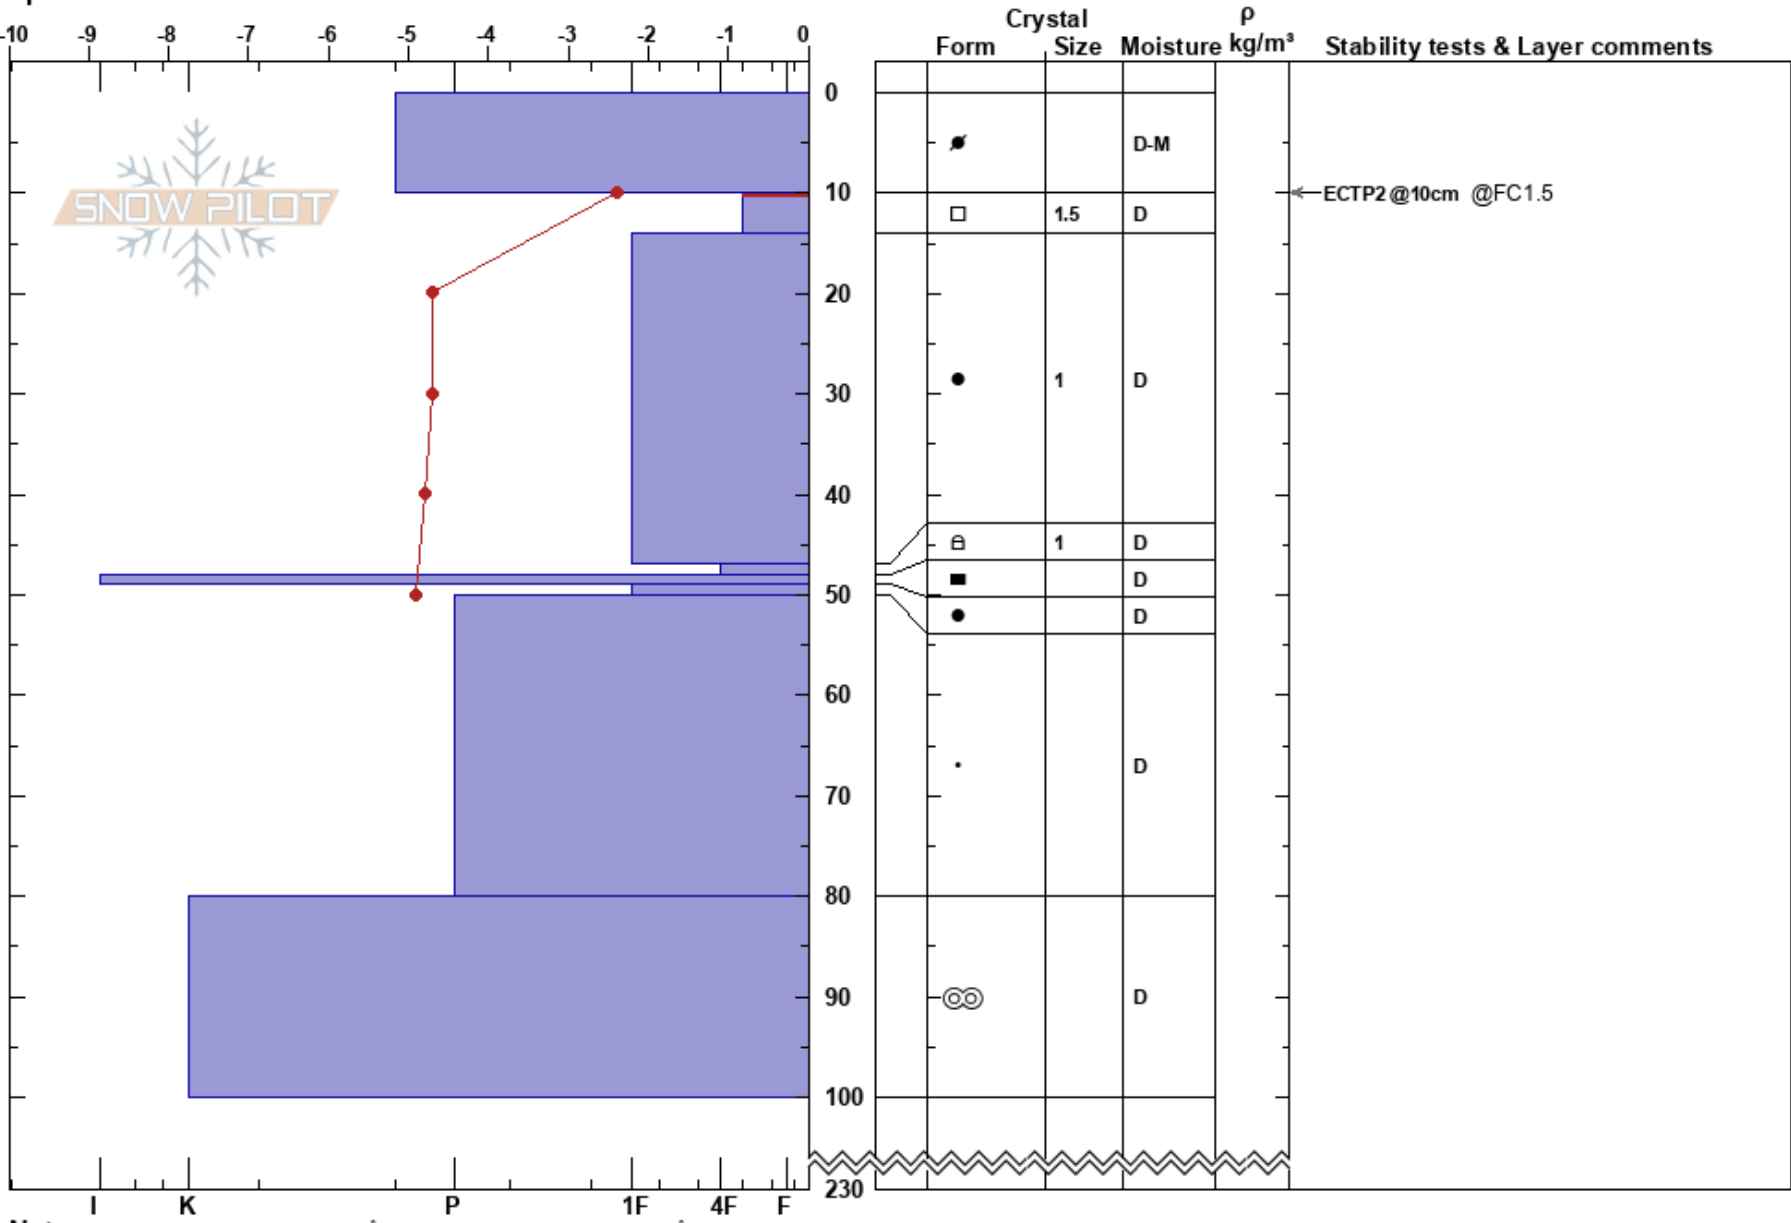 Crystal ρ
-10 -9 -8 -7 -6 -5 -4 -3 -2 -1 0 Form Size Moisture kg/m³ Stability tests & Layer comments
0
D-M
SNOW PILOT
10 ECTP2 @10cm @FC1.5
1.5 D
20
1 D
30
40
1 D
D
50
D
60
D
70
80
90 D
100
230
I K P 1F 4F F